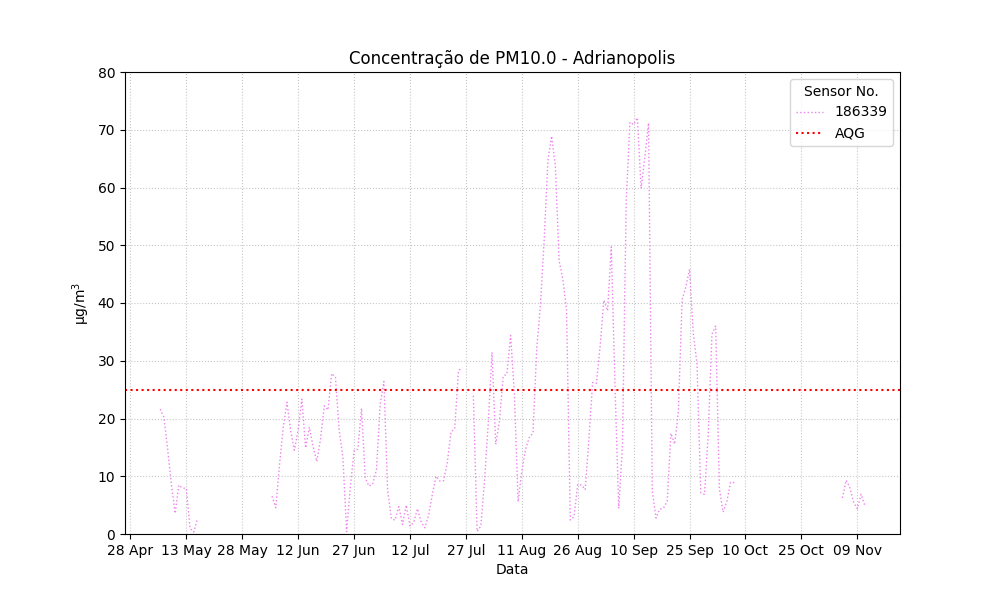 Concentração de PM10.0 - Adrianopolis
80
70
60
50
40
30
20
10
0
µg/m³
Sensor No.
186339
AQG
28 Apr 13 May 28 May 12 Jun 27 Jun 12 Jul 27 Jul 11 Aug 26 Aug 10 Sep 25 Sep 10 Oct 25 Oct 09 Nov
Data